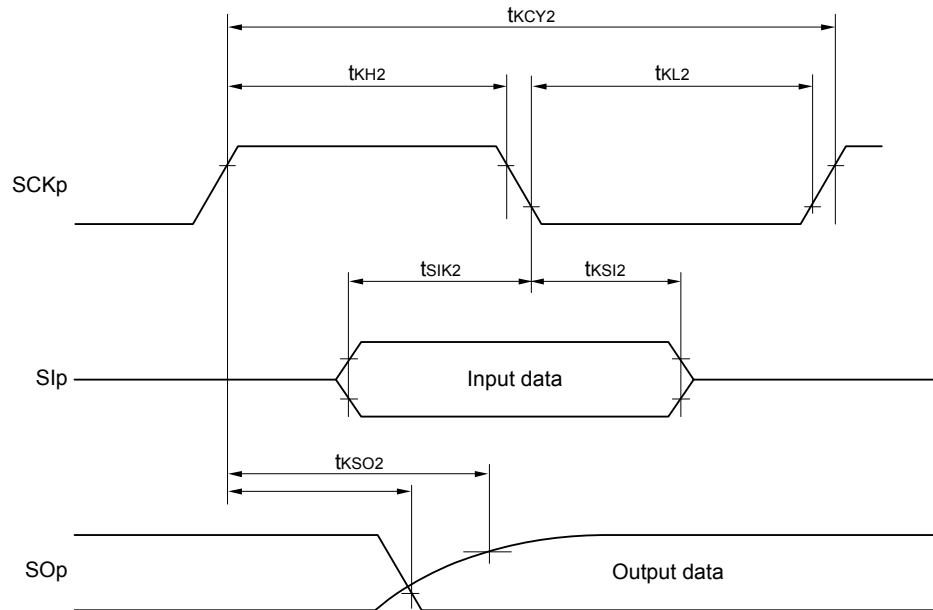 tKCY2
tKH2
tKL2
SCKp
tSIK2
tKSI2
SIp
Input data
tKSO2
SOp
Output data